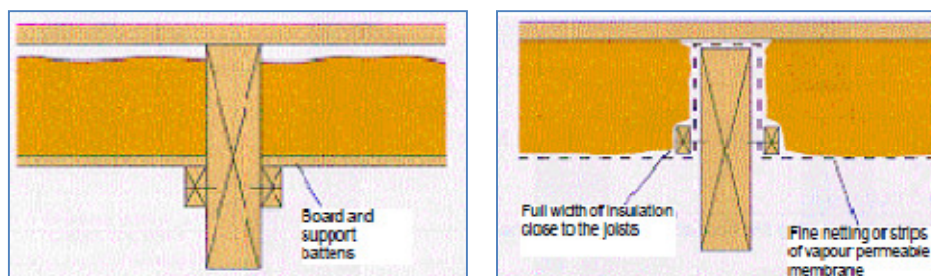 Board and
support
battens
Full width of insulation
close to the joists
Fine netting or strips
of vapour permeable
membrane